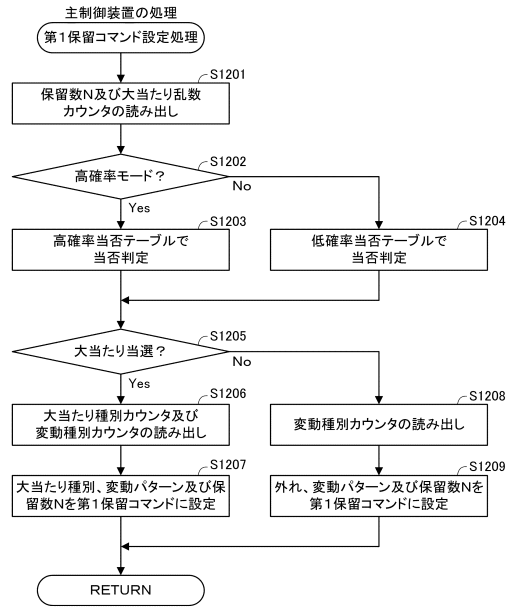 主制御装置の処理
第1保留コマンド設定処理
S1201
保留数N及び大当たり乱数
カウンタの読み出し
S1202
高確率モード?
No
Yes
S1203
高確率当否テーブルで
当否判定
S1204
低確率当否テーブルで
当否判定
S1205
大当たり当選?
No
Yes
S1206
大当たり種別カウンタ及び
変動種別カウンタの読み出し
S1208
変動種別カウンタの読み出し
S1207
大当たり種別、変動パターン及び保
留数Nを第1保留コマンドに設定
S1209
外れ、変動パターン及び保留数Nを
第1保留コマンドに設定
RETURN